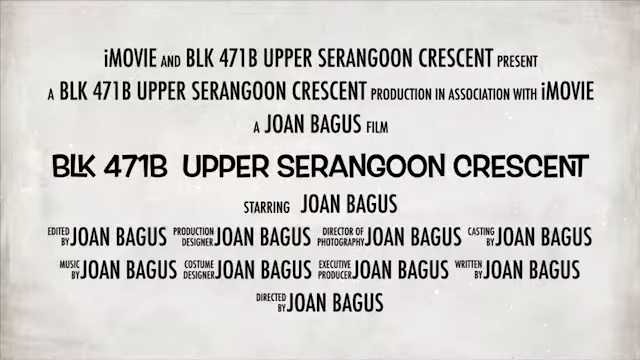 iMOVIE AND BLK 471B UPPER SERANGOON CRESCENT PRESENT
A BLK 471B UPPER SERANGOON CRESCENT PRODUCTION IN ASSOCIATION WITH iMOVIE
A JOAN BAGUS FILM
BLK 471B UPPER SERANGOON CRESCENT
STARRING JOAN BAGUS
EDITED BY JOAN BAGUS PRODUCTION DESIGNER JOAN BAGUS DIRECTOR OF PHOTOGRAPHY JOAN BAGUS CASTING BY JOAN BAGUS
MUSIC BY JOAN BAGUS COSTUME DESIGNER JOAN BAGUS EXECUTIVE PRODUCER JOAN BAGUS WRITTEN BY JOAN BAGUS
DIRECTED BY JOAN BAGUS